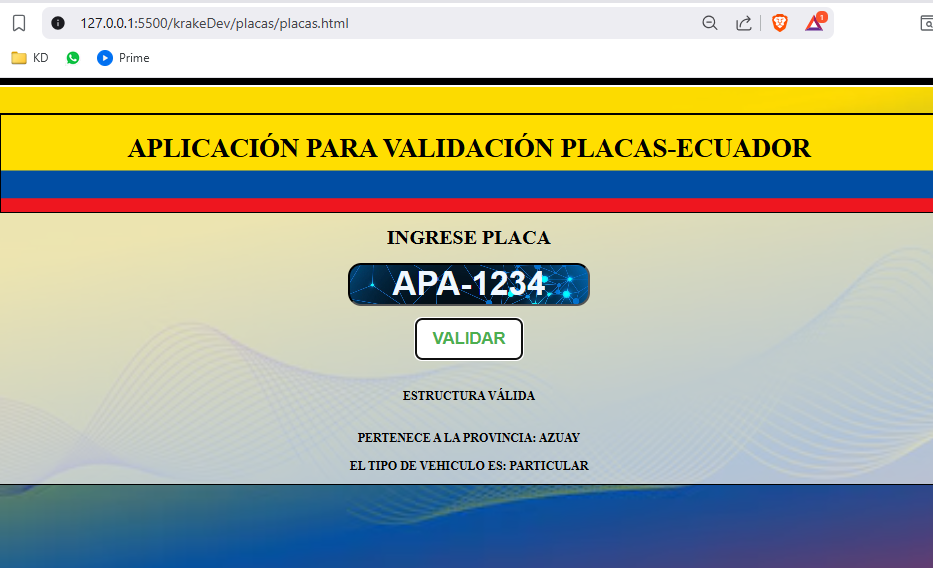 127.0.0.1:5500/krakeDev/placas/placas.html
1
KD
Prime
APLICACIÓN PARA VALIDACIÓN PLACAS-ECUADOR
INGRESE PLACA
APA-1234
VALIDAR
ESTRUCTURA VÁLIDA
PERTENECE A LA PROVINCIA: AZUAY
EL TIPO DE VEHICULO ES: PARTICULAR